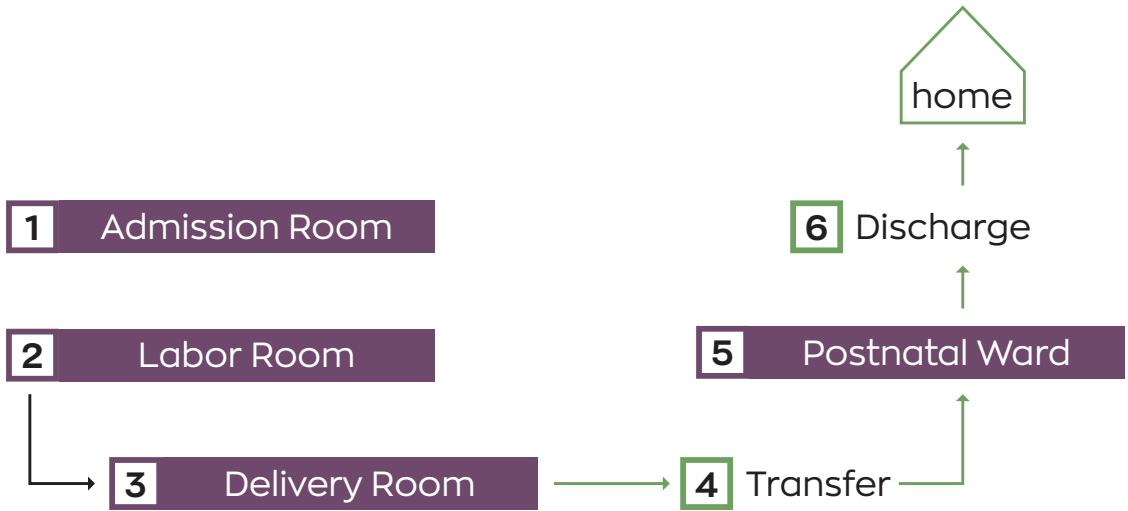 1 Admission Room
2 Labor Room
3 Delivery Room
4 Transfer
5 Postnatal Ward
6 Discharge
home